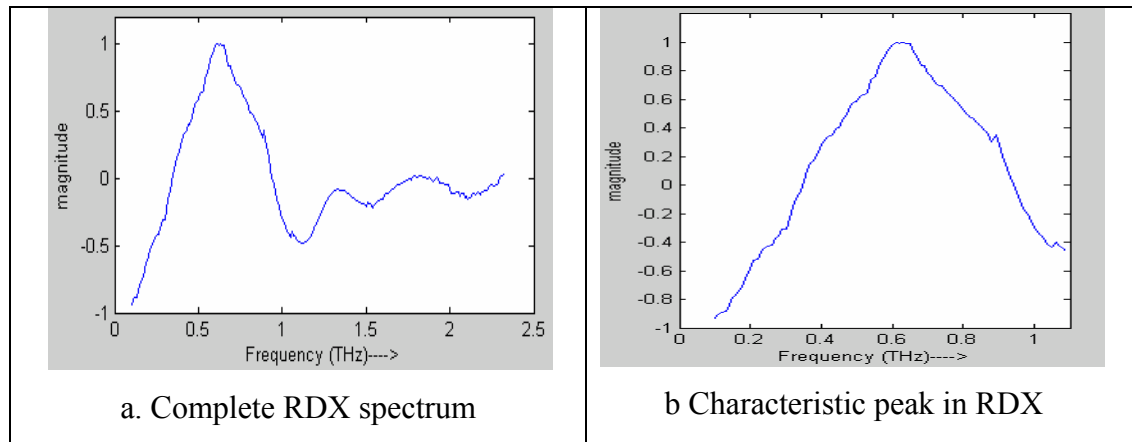 1
0.5
0
-0.5
-1
magnitude
0 0.5 1 1.5 2 2.5
Frequency (THz)---->
a. Complete RDX spectrum
1
0.8
0.6
0.4
0.2
0
-0.2
-0.4
-0.6
-0.8
-1
magnitude
0 0.2 0.4 0.6 0.8 1
Frequency (THz)---->
b Characteristic peak in RDX